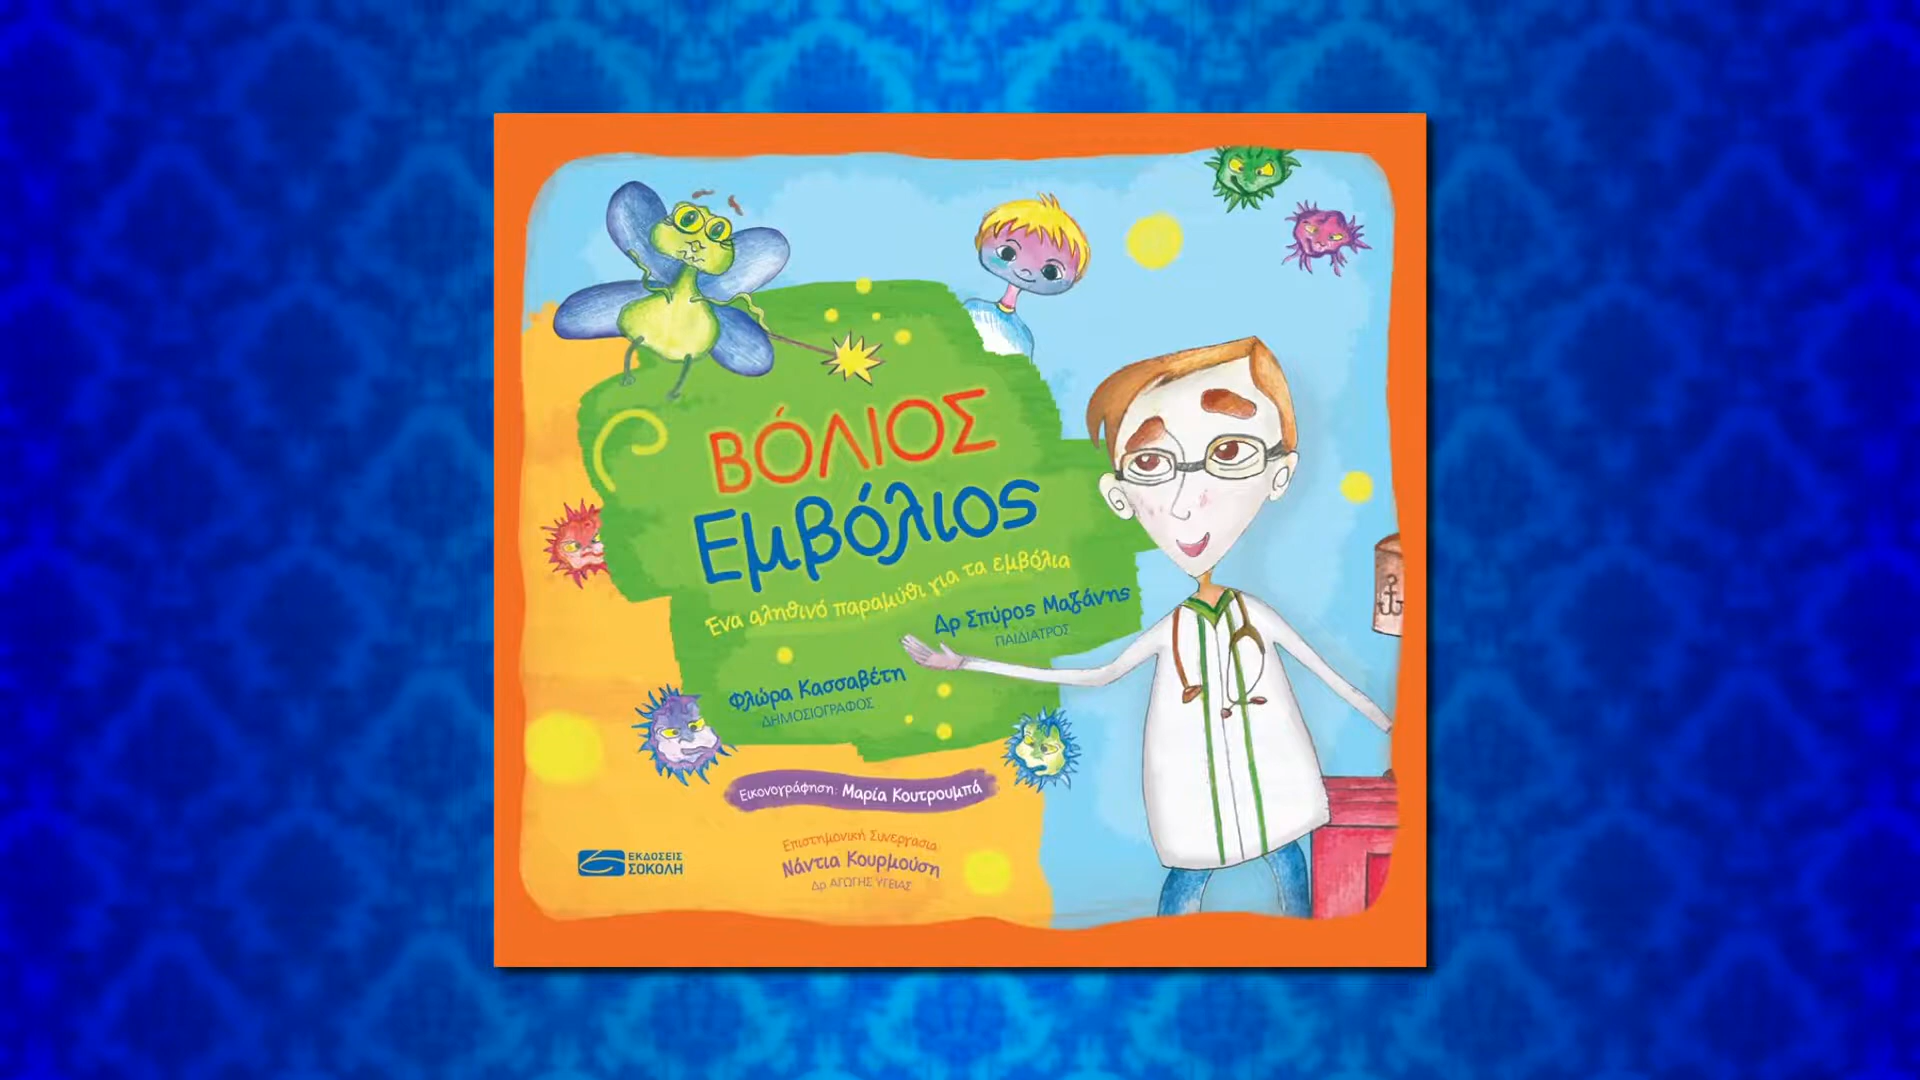 ΒΌΛΙΟΣ
Εμβόλιος
Ένα αληθινό παραμύθι για τα εμβόλια
Δρ Σπύρος Μαζάνης
ΠΑΙΔΙΑΤΡΟΣ
Φλώρα Κασσαβέτη
ΔΗΜΟΣΙΟΓΡΑΦΟΣ
Εικονογράφηση: Μαρία Κουτρουμπά
Επιστημονική Συνεργασία
Νάντια Κουρμούση
Δρ ΑΓΩΓΗΣ ΥΓΕΙΑΣ
ΕΚΔΟΣΕΙΣ
ΣΟΚΟΛΗ